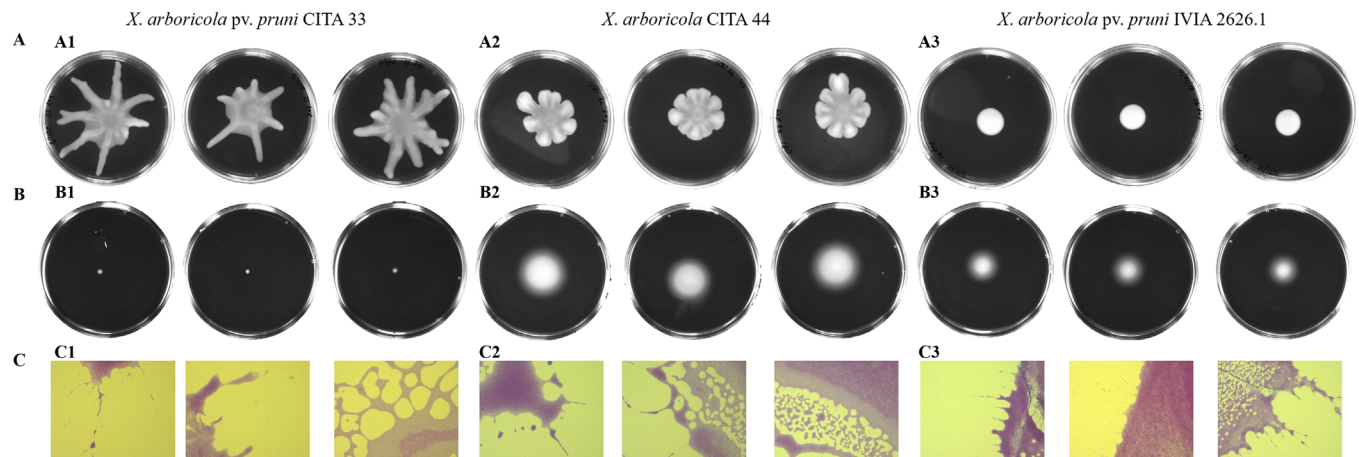 X. arboricola pv. pruni CITA 33
X. arboricola CITA 44
X. arboricola pv. pruni IVIA 2626.1
A
A1
A2
A3
B
B1
B2
B3
C
C1
C2
C3